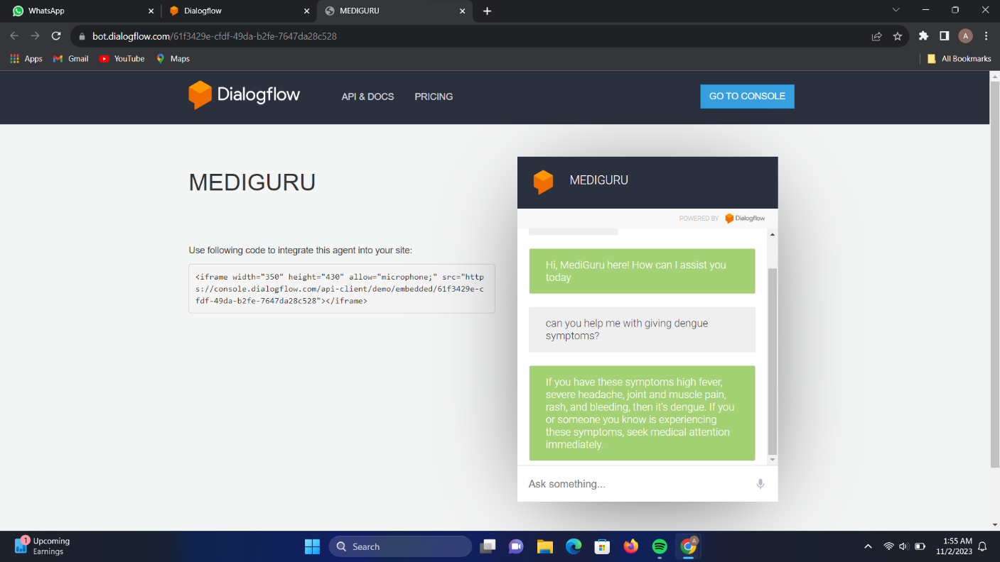 WhatsApp
Dialogflow
MEDIGURU
bot.dialogflow.com/61f3429e-cfdf-49da-b2fe-7647da28c528
A
Apps
Gmail
YouTube
Maps
All Bookmarks
Dialogflow
API & DOCS
PRICING
GO TO CONSOLE
MEDIGURU
Use following code to integrate this agent into your site:
<iframe width="350" height="430" allow="microphone;" src="http
s://console.dialogflow.com/api-client/demo/embedded/61f3429e-c
fdf-49da-b2fe-7647da28c528"></iframe>
MEDIGURU
POWERED BY Dialogflow
Hi, MediGuru here! How can I assist you
today
can you help me with giving dengue
symptoms?
If you have these symptoms high fever,
severe headache, joint and muscle pain,
rash, and bleeding, then it's dengue. If you
or someone you know is experiencing
these symptoms, seek medical attention
immediately.
Ask something...
1
Upcoming
Earnings
Search
A
1:55 AM
11/2/2023